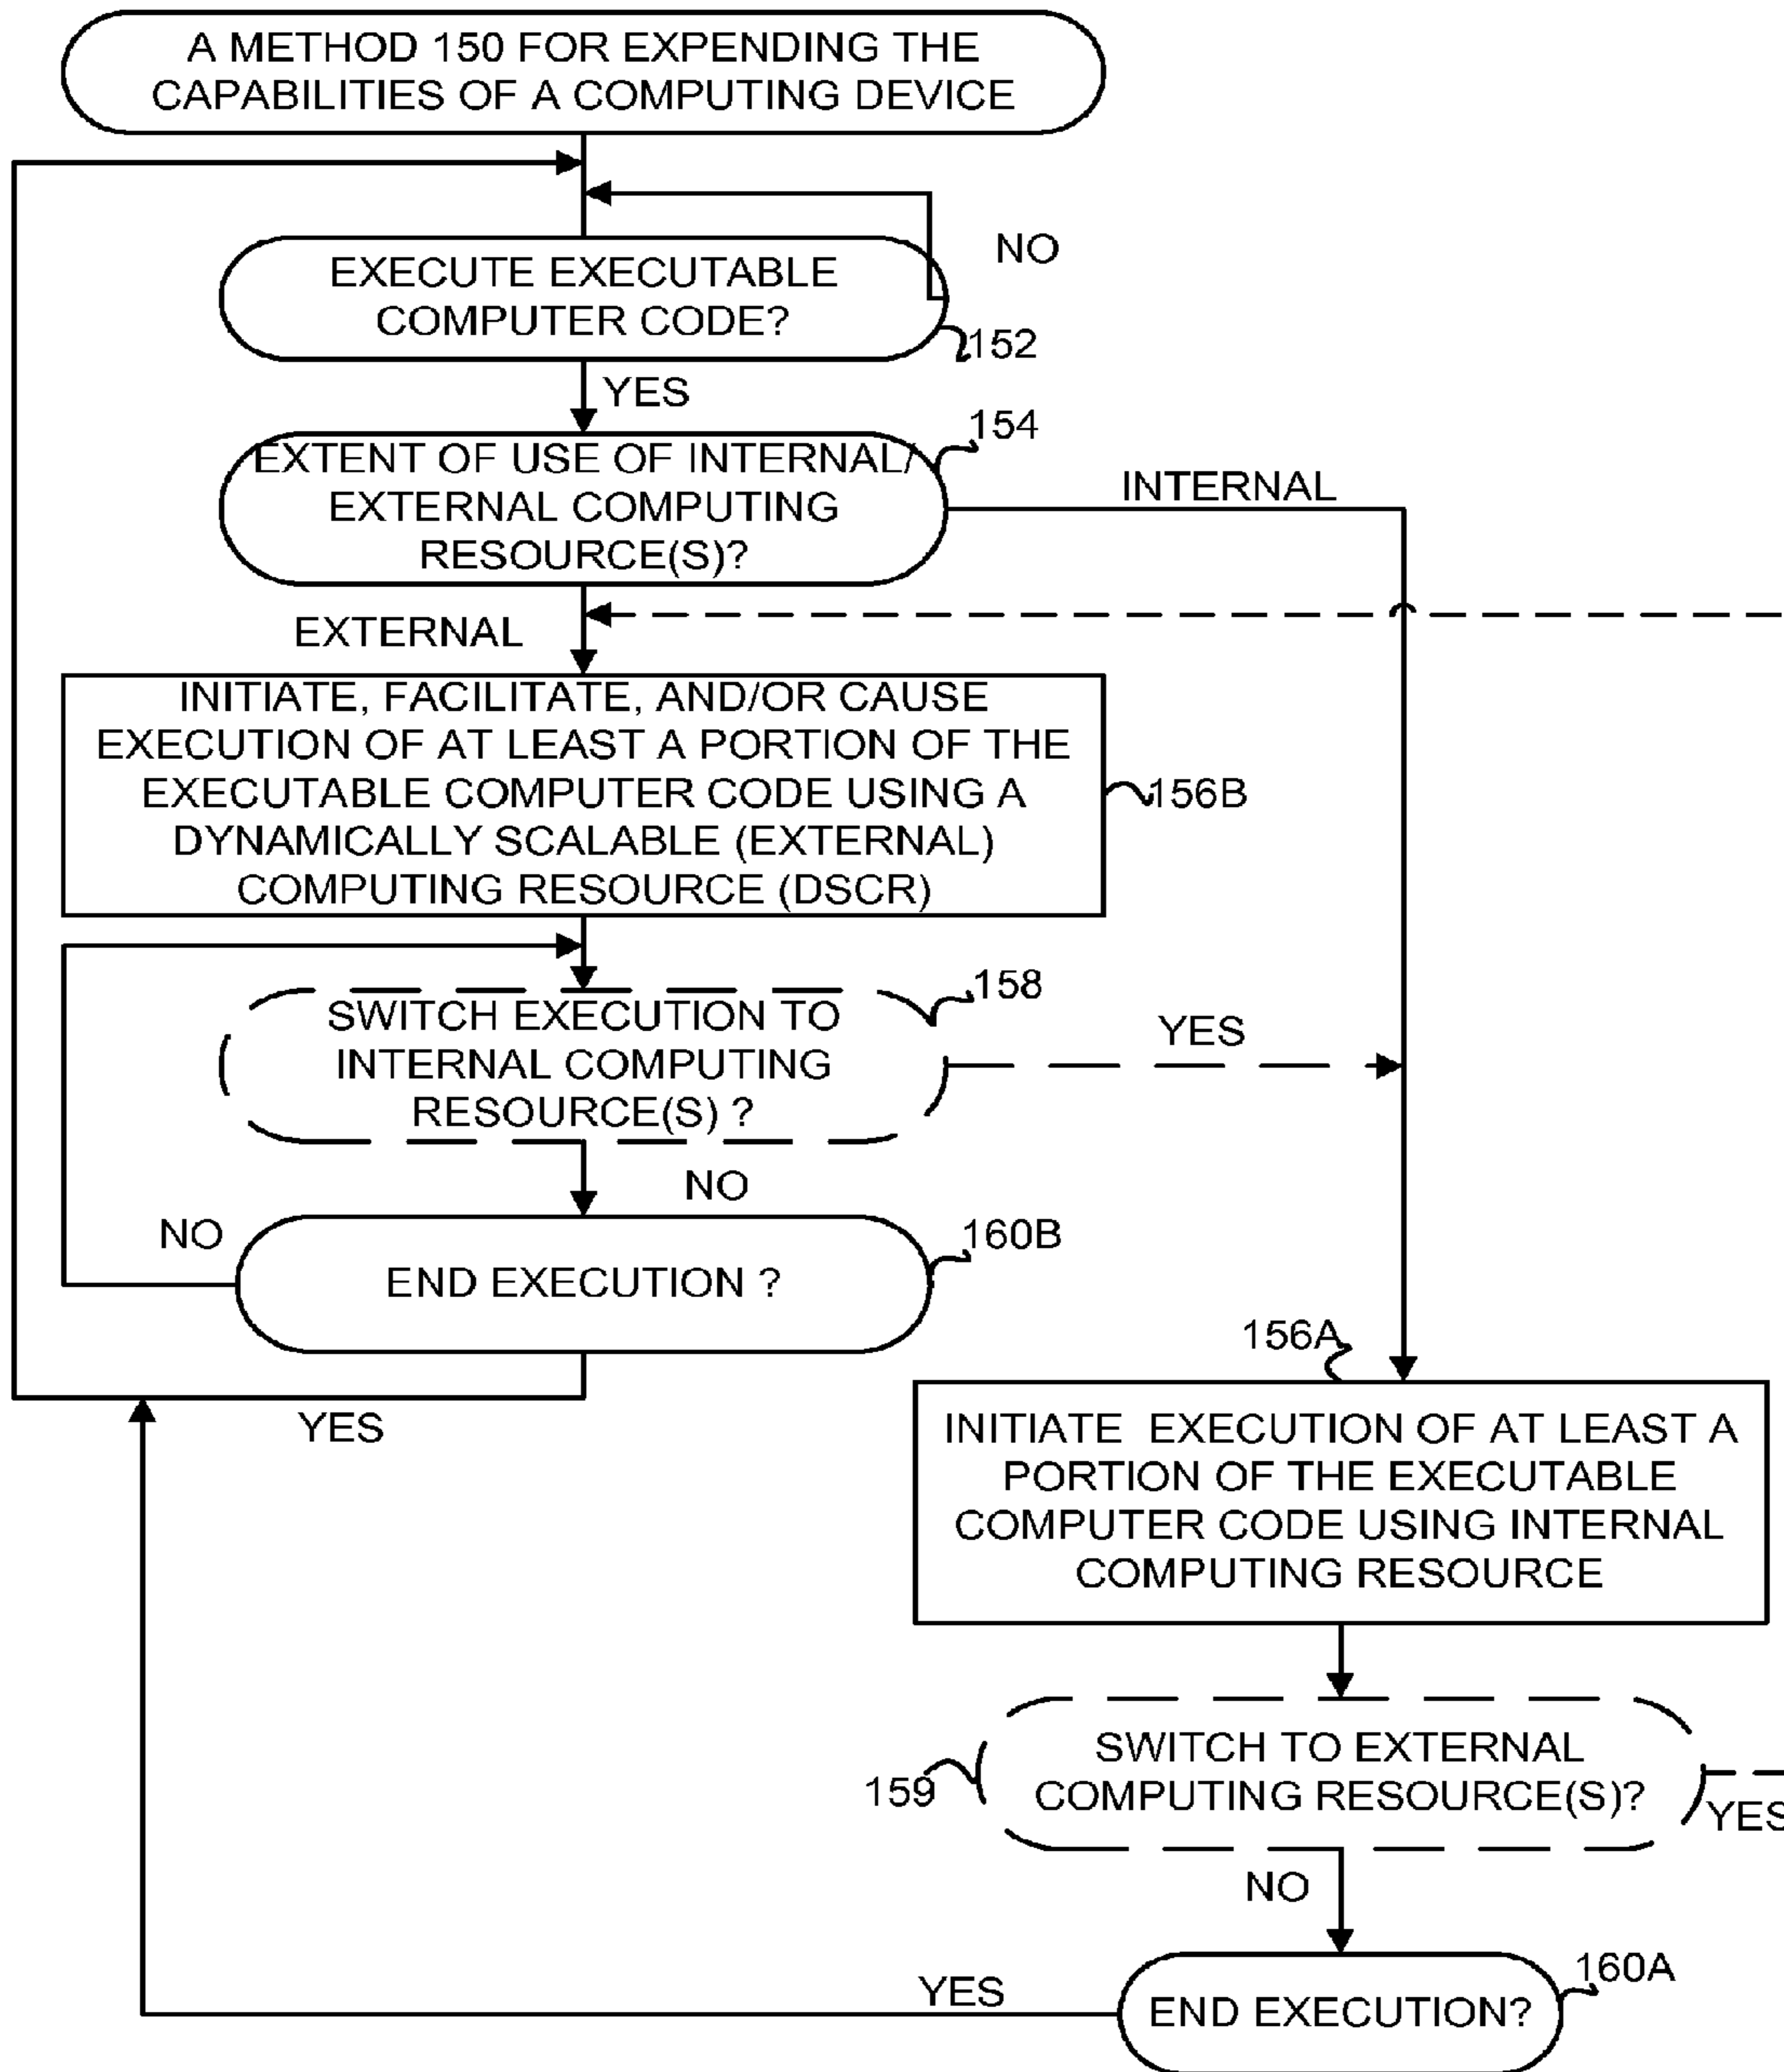 A METHOD 150 FOR EXPENDING THE
CAPABILITIES OF A COMPUTING DEVICE
NO
EXECUTE EXECUTABLE
COMPUTER CODE?
152
YES
154
EXTENT OF USE OF INTERNAL/
EXTERNAL COMPUTING
RESOURCE(S)?
INTERNAL
EXTERNAL
INITIATE, FACILITATE, AND/OR CAUSE
EXECUTION OF AT LEAST A PORTION OF THE
EXECUTABLE COMPUTER CODE USING A
DYNAMICALLY SCALABLE (EXTERNAL)
COMPUTING RESOURCE (DSCR)
156B
158
SWITCH EXECUTION TO
INTERNAL COMPUTING
RESOURCE(S) ?
YES
NO
NO
160B
END EXECUTION ?
YES
156A
INITIATE EXECUTION OF AT LEAST A
PORTION OF THE EXECUTABLE
COMPUTER CODE USING INTERNAL
COMPUTING RESOURCE
SWITCH TO EXTERNAL
COMPUTING RESOURCE(S)?
159
YES
NO
160A
YES
END EXECUTION?